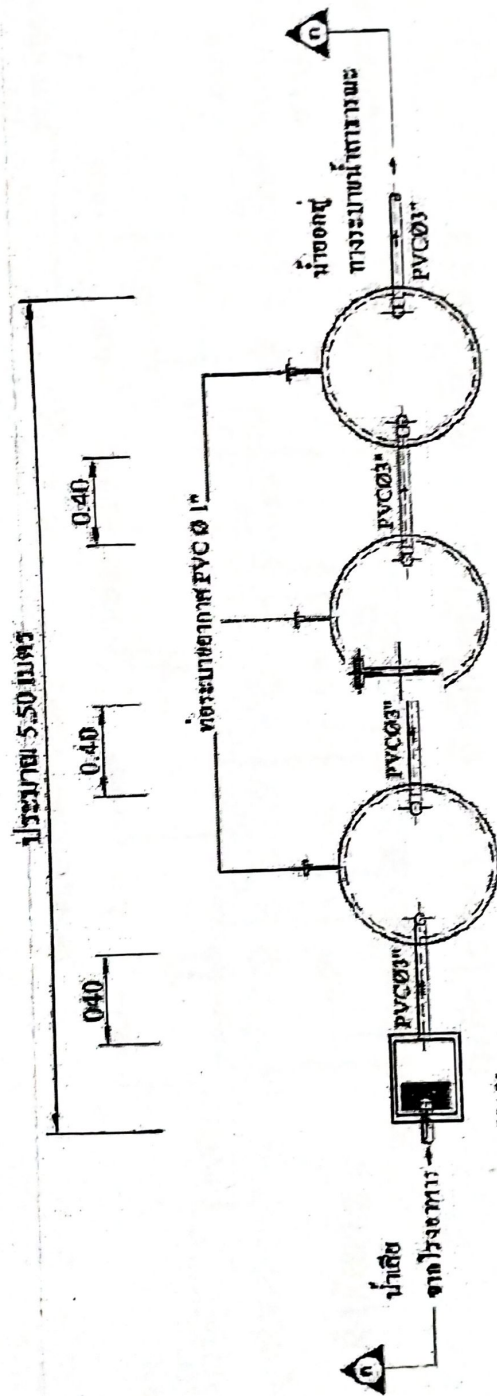 ประมาณ 5.50 เมตร
040
0.40
0.40
ท่อระบายอากาศ PVC Ø 1"
น้ำเสีย
จากโรงอาหาร
PVCØ3"
PVCØ3"
PVCØ3"
PVCØ3"
น้ำออกสู่
ทางระบายน้ำสาธารณะ
ก
ก